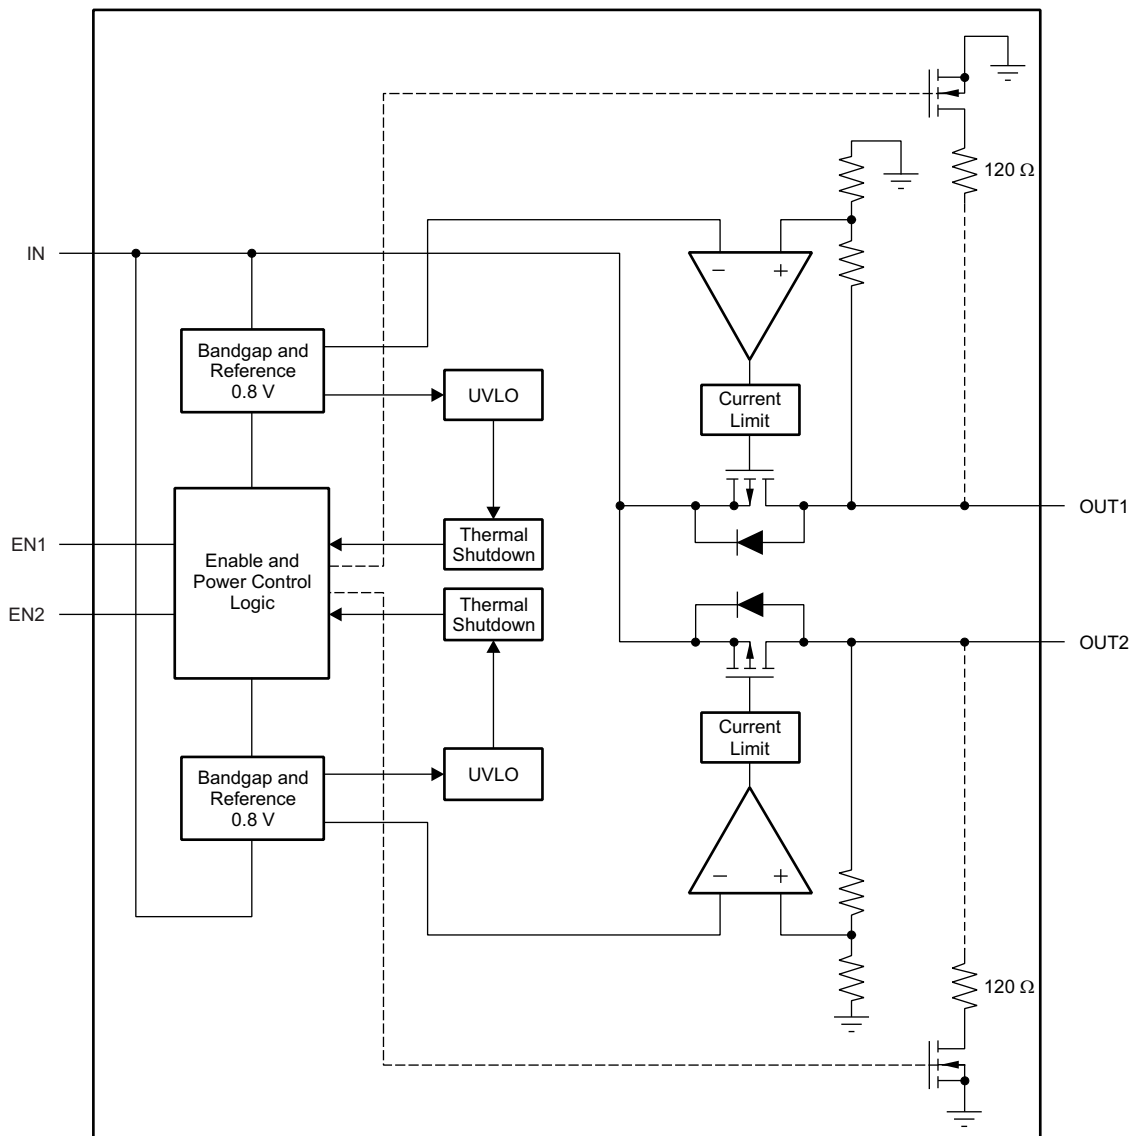 120 Ω
IN
−
+
Bandgap and
Reference
0.8 V
UVLO
Current
Limit
OUT1
EN1
Thermal
Shutdown
Enable and
Power Control
Logic
EN2
Thermal
Shutdown
OUT2
Current
Limit
Bandgap and
Reference
0.8 V
UVLO
−
+
120 Ω